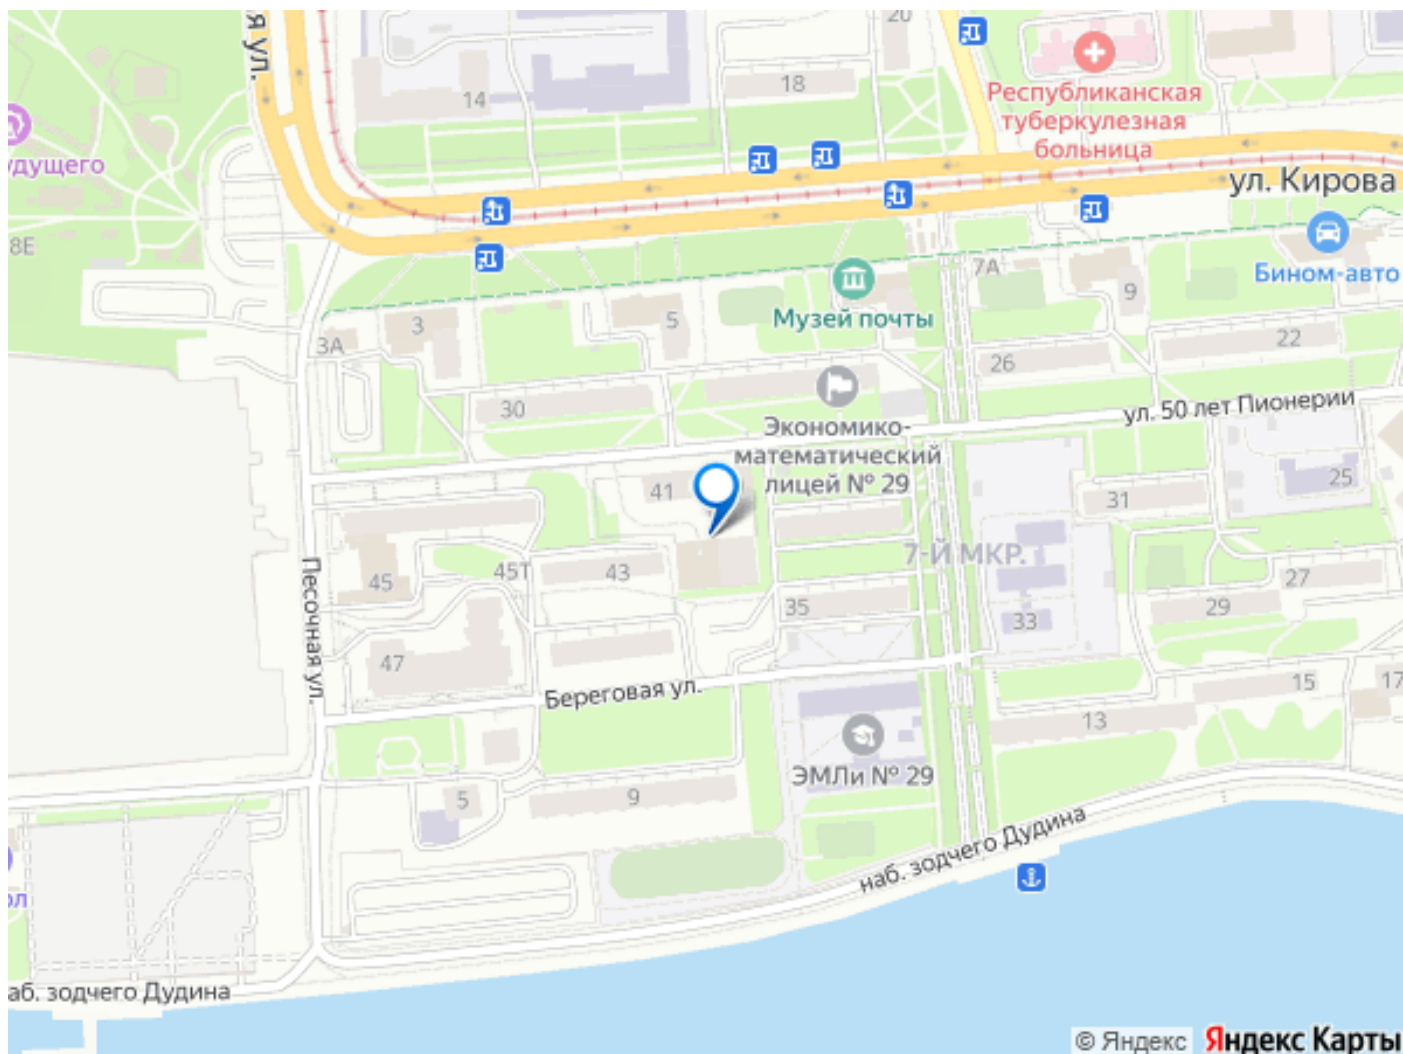 я ул.
20
18
14
Республиканская
туберкулезная
больница
удущего
ул. Кирова
8Е
7А
Бином-авто
9
Музей почты
3
5
3А
22
26
30
ул. 50 лет Пионерии
Экономико-
математический
лицей № 29
41
25
31
7-Й МКР.
45Т
43
45
27
29
35
33
Песочная ул.
47
Береговая ул.
15
17
13
ЭМЛи № 29
9
5
наб. зодчего Дудина
ол
аб. зодчего Дудина
© Яндекс Яндекс Карты